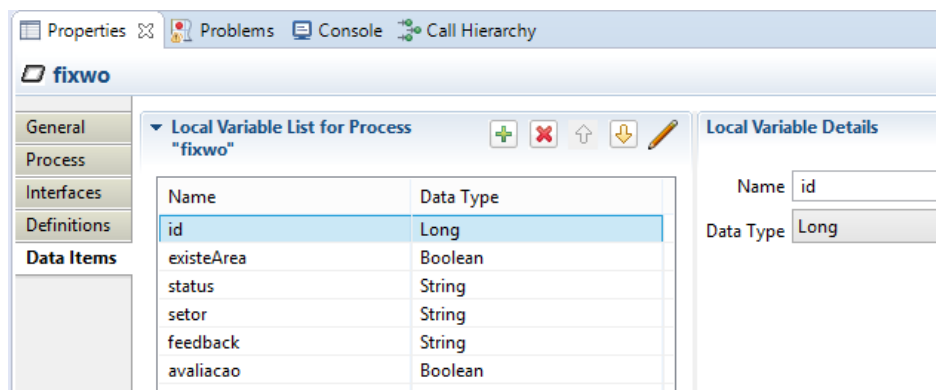 Properties Problems Console Call Hierarchy
fixwo
General
Process
Interfaces
Definitions
Data Items
Local Variable List for Process
"fixwo"
Name Data Type
id Long
existeArea Boolean
status String
setor String
feedback String
avaliacao Boolean
Local Variable Details
Name id
Data Type Long